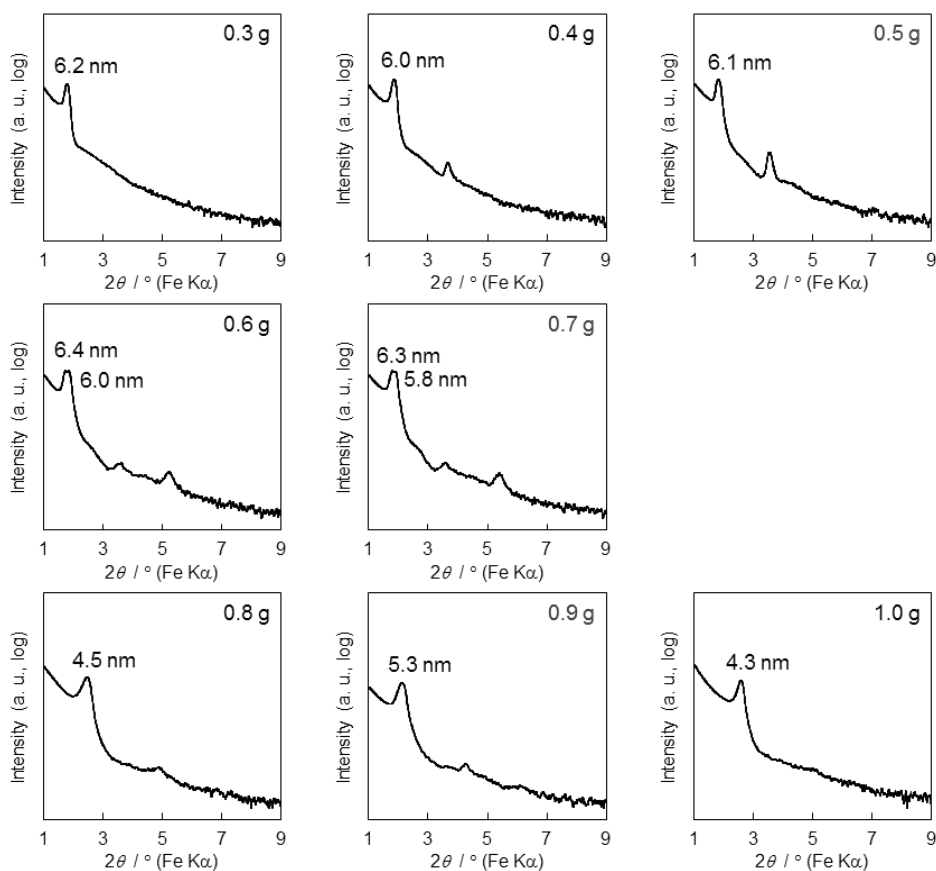 0.3 g
6.2 nm
Intensity (a. u., log)
1 3 5 7 9
2θ / ° (Fe Kα)
0.4 g
6.0 nm
Intensity (a. u., log)
1 3 5 7 9
2θ / ° (Fe Kα)
0.5 g
6.1 nm
Intensity (a. u., log)
1 3 5 7 9
2θ / ° (Fe Kα)
0.6 g
6.4 nm
6.0 nm
Intensity (a. u., log)
1 3 5 7 9
2θ / ° (Fe Kα)
0.7 g
6.3 nm
5.8 nm
Intensity (a. u., log)
1 3 5 7 9
2θ / ° (Fe Kα)
0.8 g
4.5 nm
Intensity (a. u., log)
1 3 5 7 9
2θ / ° (Fe Kα)
0.9 g
5.3 nm
Intensity (a. u., log)
1 3 5 7 9
2θ / ° (Fe Kα)
1.0 g
4.3 nm
Intensity (a. u., log)
1 3 5 7 9
2θ / ° (Fe Kα)